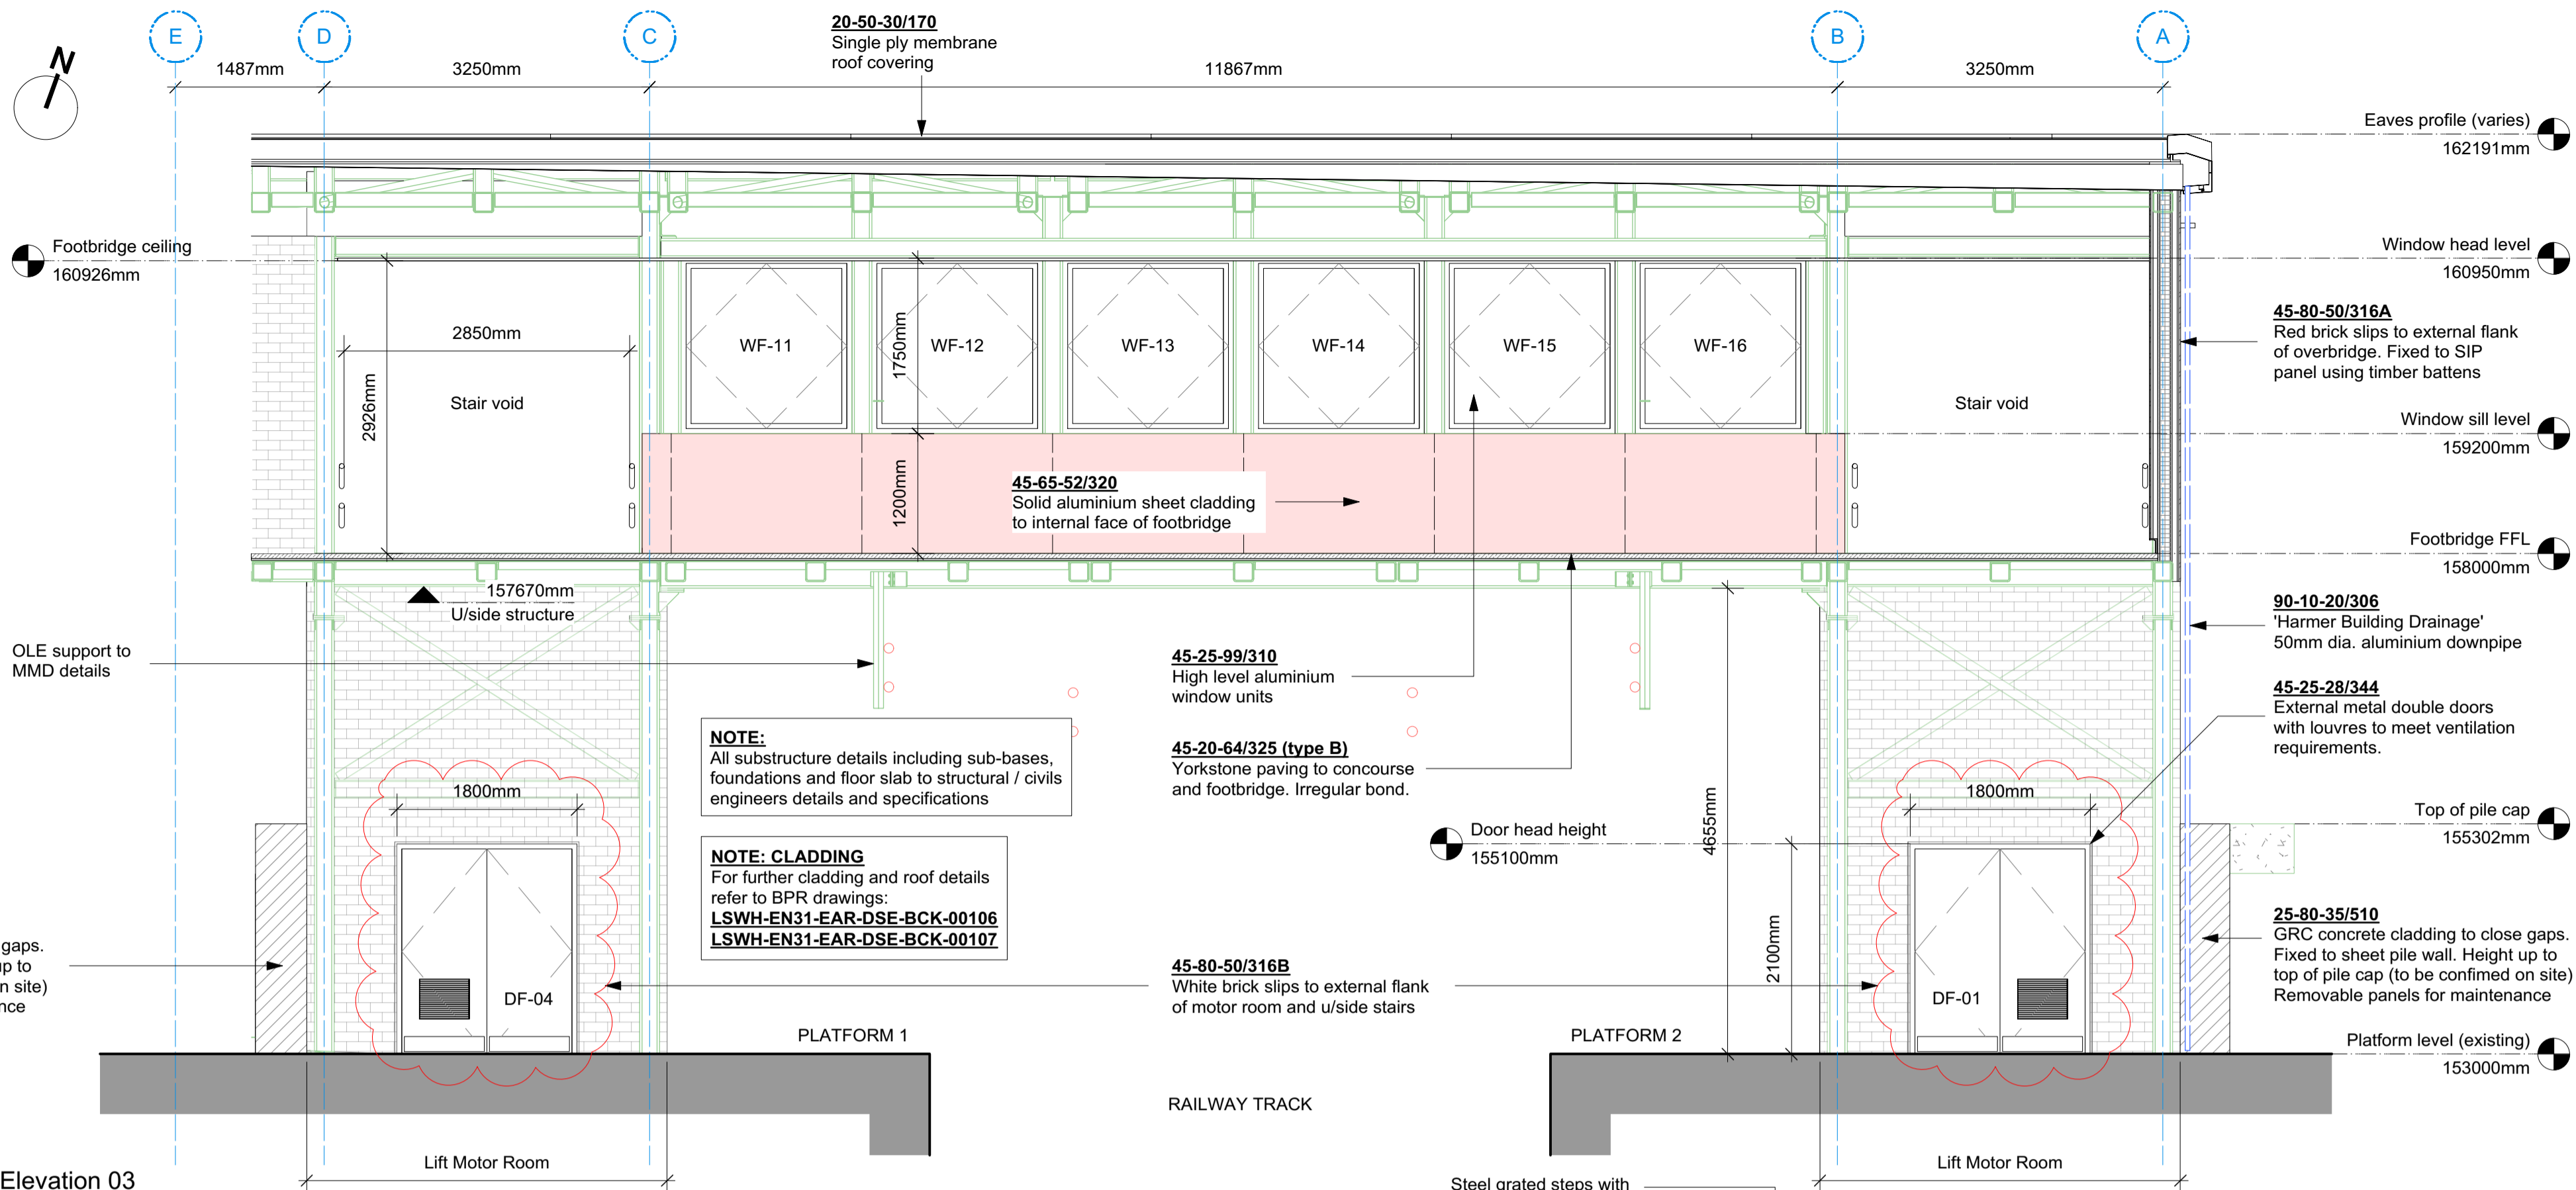 E
D
C
B
A
N
1487mm
3250mm
11867mm
3250mm
20-50-30/170
Single ply membrane
roof covering
Eaves profile (varies)
162191mm
Footbridge ceiling
160926mm
Window head level
160950mm
45-80-50/316A
Red brick slips to external flank
of overbridge. Fixed to SIP
panel using timber battens
2850mm
2926mm
Stair void
WF-11
1750mm
WF-12
WF-13
WF-14
WF-15
WF-16
Stair void
Window sill level
159200mm
1200mm
45-65-52/320
Solid aluminium sheet cladding
to internal face of footbridge
Footbridge FFL
158000mm
157670mm
U/side structure
90-10-20/306
'Harmer Building Drainage'
50mm dia. aluminium downpipe
OLE support to
MMD details
45-25-99/310
High level aluminium
window units
45-25-28/344
External metal double doors
with louvres to meet ventilation
requirements.
NOTE:
All substructure details including sub-bases,
foundations and floor slab to structural / civils
engineers details and specifications
45-20-64/325 (type B)
Yorkstone paving to concourse
and footbridge. Irregular bond.
1800mm
1800mm
4655mm
Door head height
155100mm
Top of pile cap
155302mm
NOTE: CLADDING
For further cladding and roof details
refer to BPR drawings:
LSWH-EN31-EAR-DSE-BCK-00106
LSWH-EN31-EAR-DSE-BCK-00107
2100mm
25-80-35/510
GRC concrete cladding to close gaps.
Fixed to sheet pile wall. Height up to
top of pile cap (to be confimed on site)
Removable panels for maintenance
gaps.
up to
n site)
nce
45-80-50/316B
White brick slips to external flank
of motor room and u/side stairs
DF-04
DF-01
PLATFORM 1
PLATFORM 2
Platform level (existing)
153000mm
RAILWAY TRACK
Lift Motor Room
Lift Motor Room
Elevation 03
Steel grated steps with